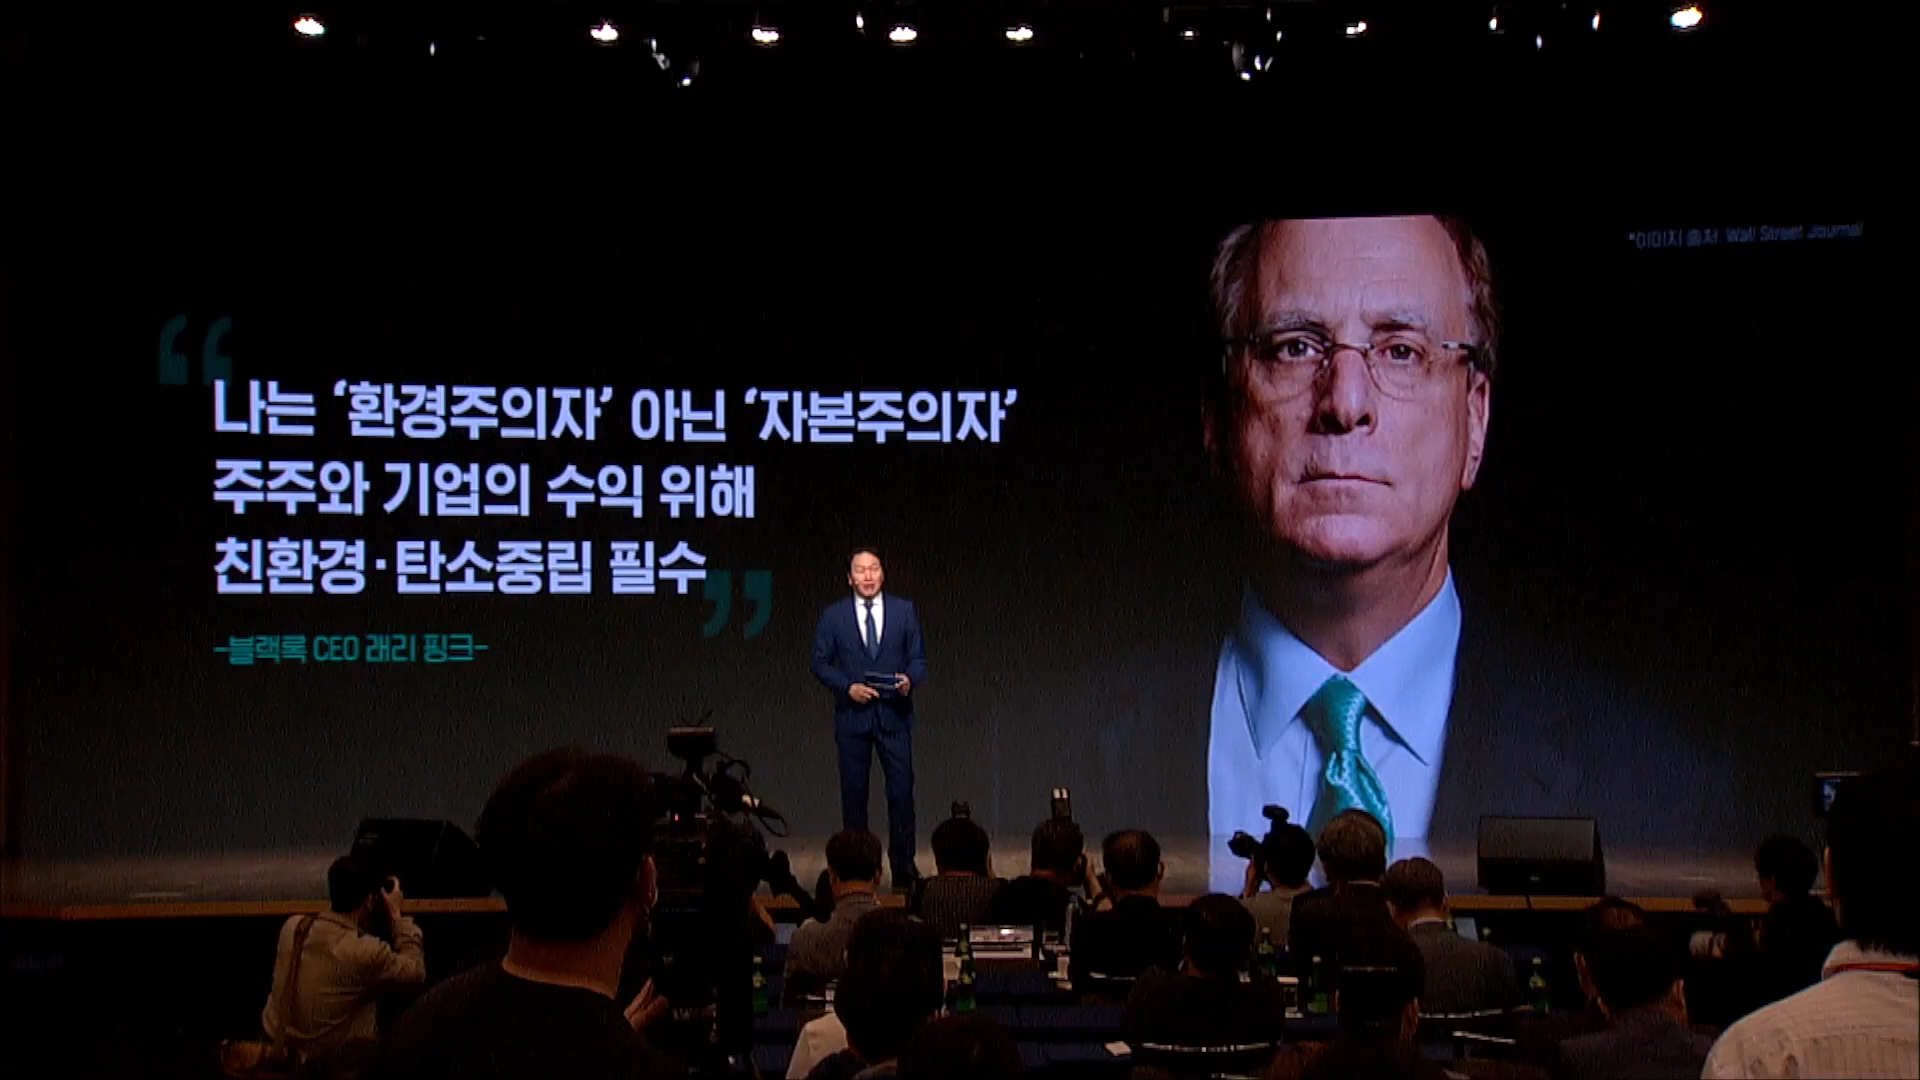 *이미지 출처: Wall Street Journal
“나는 ‘환경주의자’ 아닌 ‘자본주의자’
주주와 기업의 수익 위해
친환경·탄소중립 필수”
-블랙록 CEO 래리 핑크-